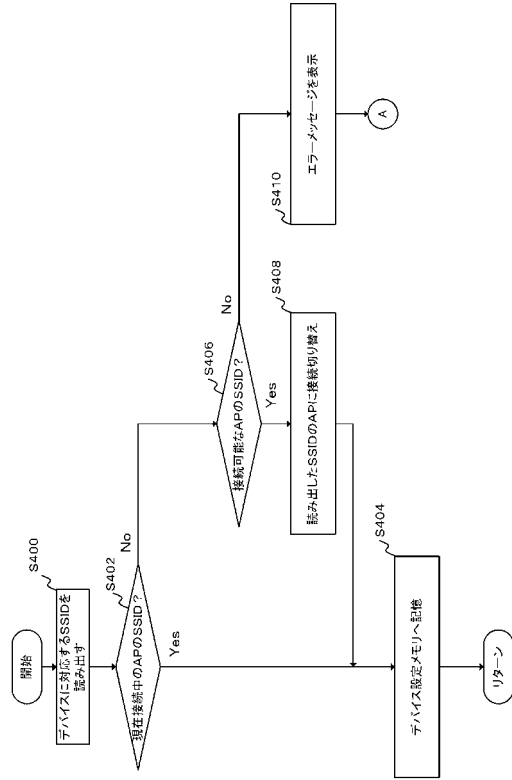 開始
S400
デバイスに対応するSSIDを
読み出す
S402
現在接続中のAPのSSID?
No
Yes
S406
接続可能なAPのSSID?
No
Yes
S408
読み出したSSIDのAPに接続切り替え
S410
エラーメッセージを表示
A
S404
デバイス設定メモリへ記憶
リターン